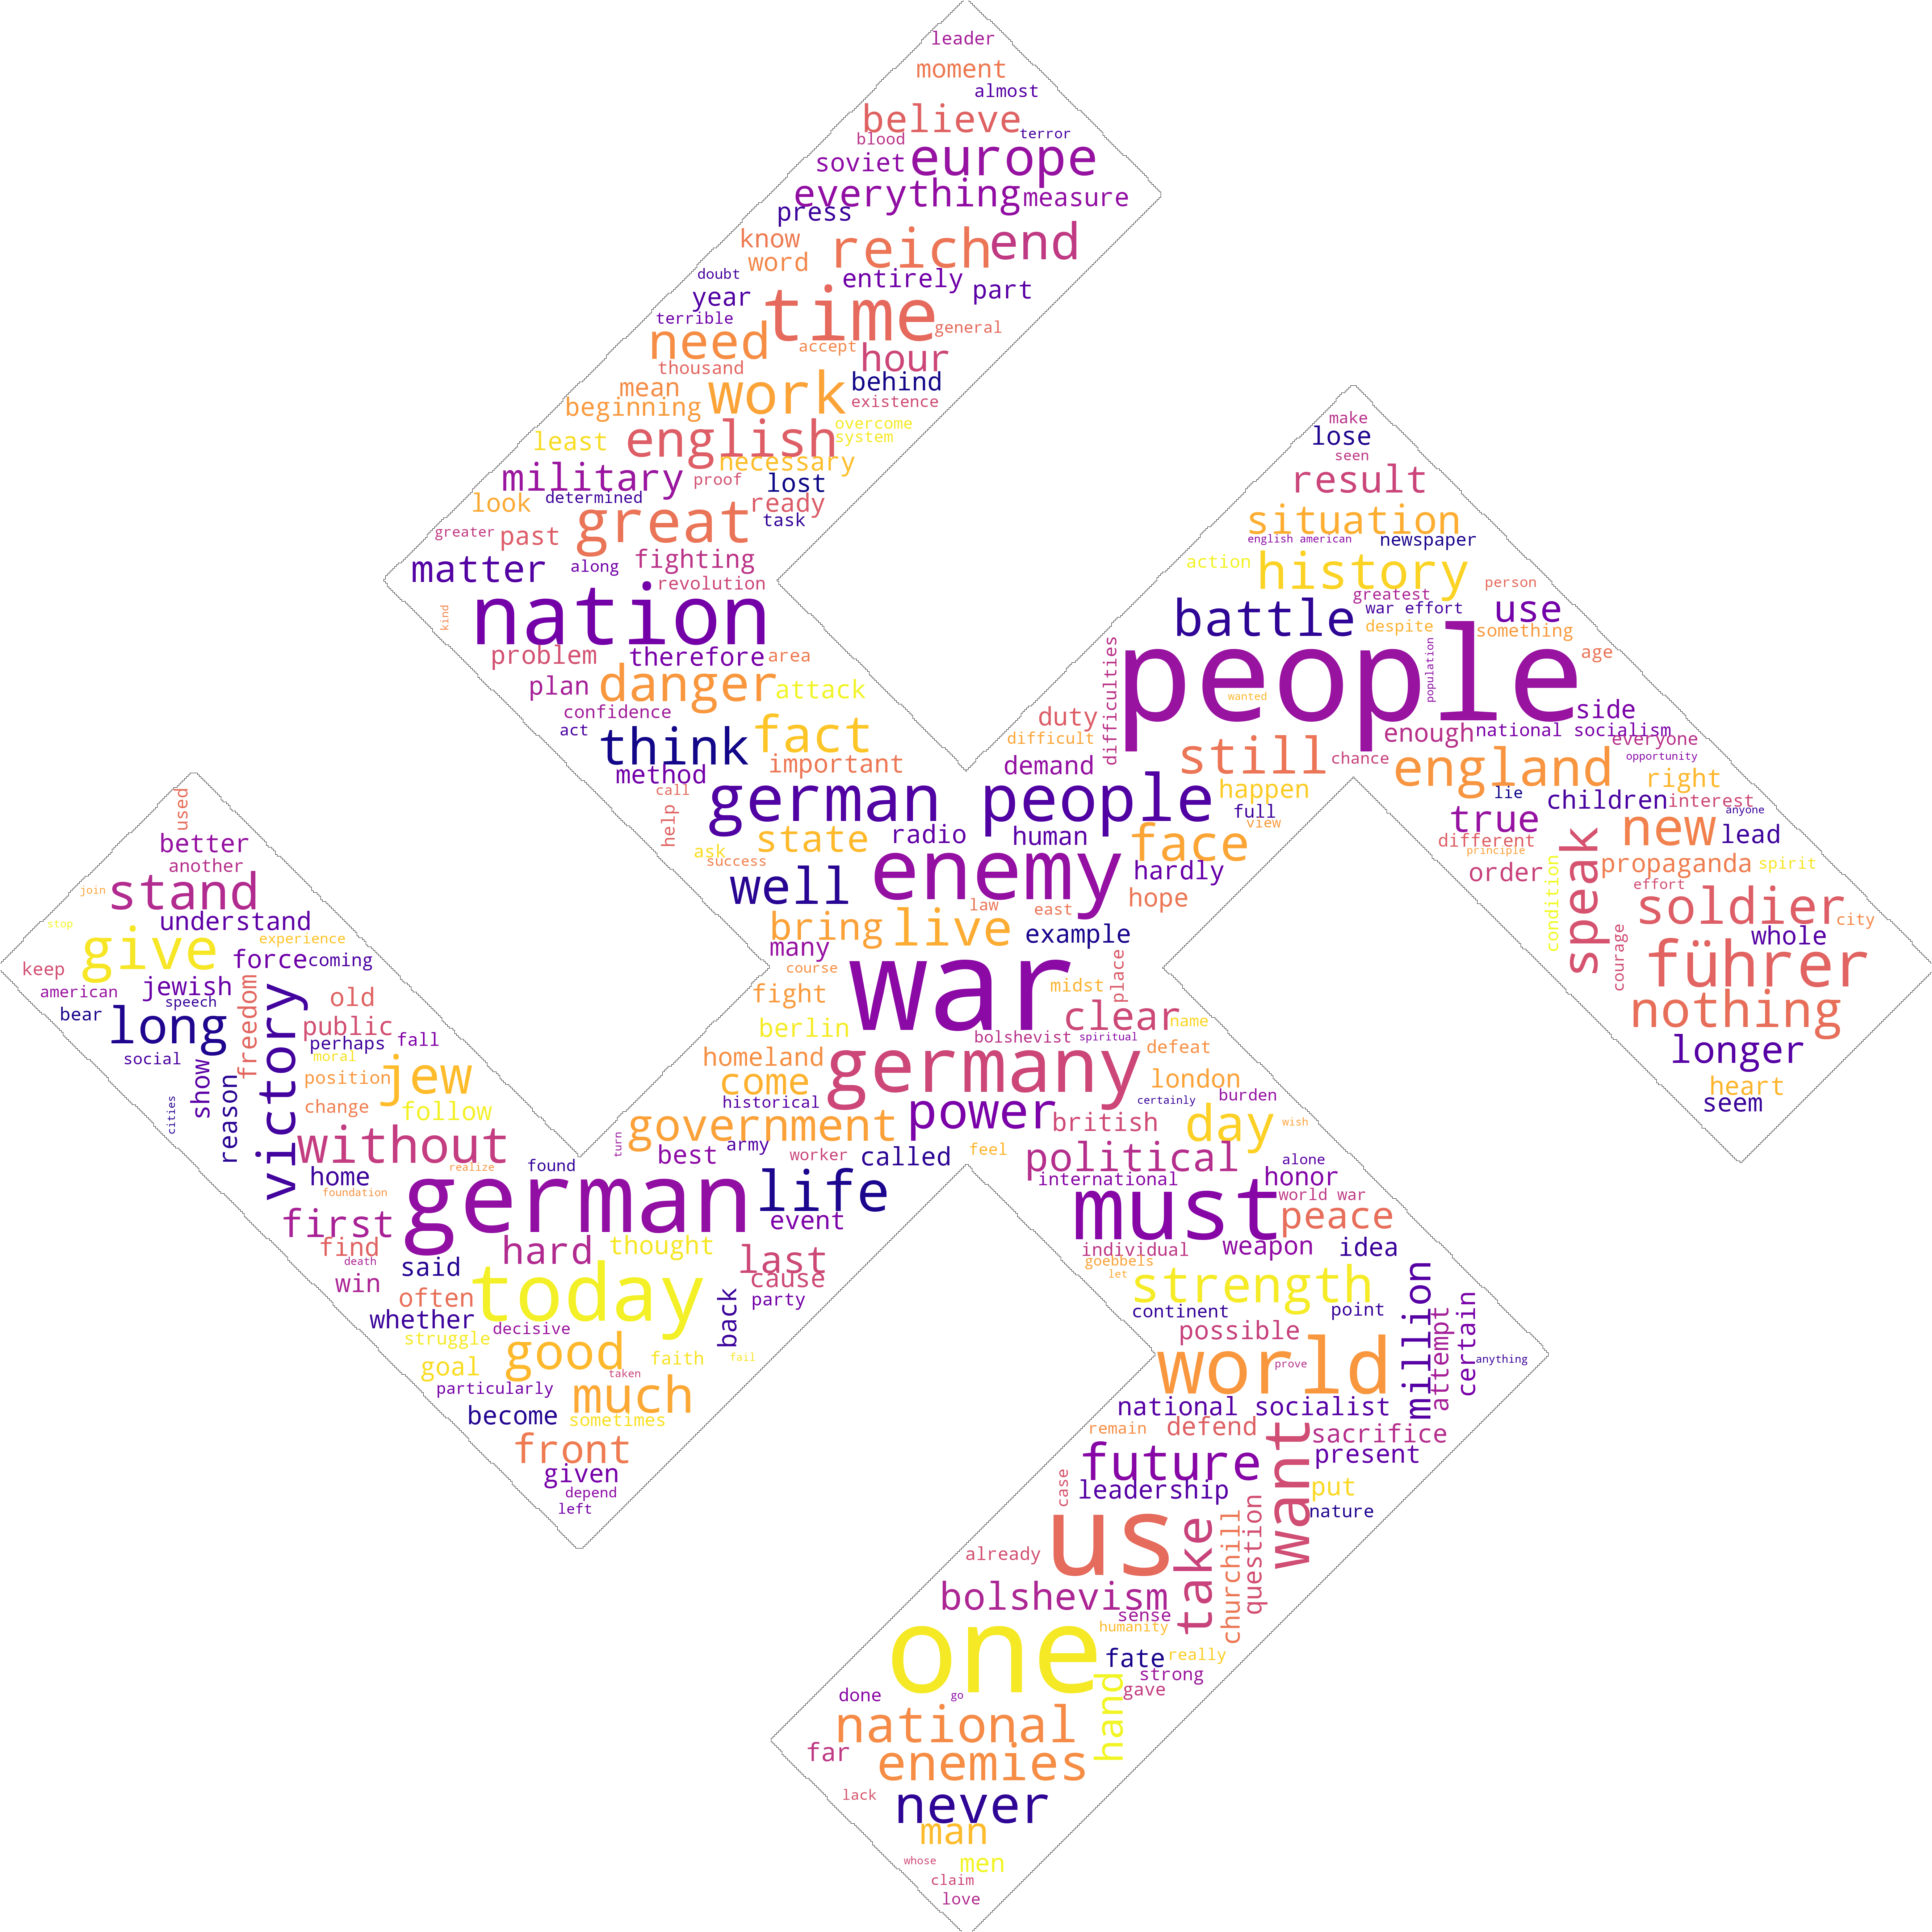 leader
moment
almost
believe
terror
blood
soviet europe
everything measure
press
know reich end
word
doubt entirely part
year time
terrible general
need accept hour
thousand
mean work behind
beginning existence
overcome
least english system
necessary
military proof lost
look determined ready
great task
greater past
fighting
matter along
revolution
nation
kind
problem therefore area
plan danger attack
confidence
act fact
think important
method
call
help
german people
state radio human
ask success
enemy
well
law east
bring live example
many
course
war
place
fight midst
berlin clear name
bolshevist spiritual
homeland germany defeat
come london
historical certainly burden
government power british day wish
turn best army worker called feel
life political
event international
make
lose
seen
result
situation
english american newspaper
action history person
greatest
battle war effort use
despite something
people
population
wanted
age
difficulties
duty side
difficult enough national socialism
everyone
demand still chance england opportunity
right
happen lie children interest
full true anyone
view new lead
face different
principle speak propaganda spirit
hardly order
condition
effort
hope soldier city
whole
courage
führer
nothing
longer
heart
seem
used
better
another
join stand
stop understand
give experience
keep force coming
american jewish
speech freedom old
bear long victory public
perhaps fall
social moral
show jew
position
cities reason change follow
without
home realize found
foundation
german
first
find hard thought last
death said cause
win today
often party
whether back
struggle decisive
goal good faith fail
taken
particularly much
become sometimes
front
given
depend
left
alone
must honor
world war
peace
individual weapon idea
goebbels
let strength
continent point million
possible attempt certain
world prove anything
national socialist
remain defend want sacrifice
future present
case leadership put
nature
us take churchill question
already
bolshevism
sense
one humanity
fate really
strong
hand gave
done go
national
far enemies
lack
never
man
whose men
claim
love